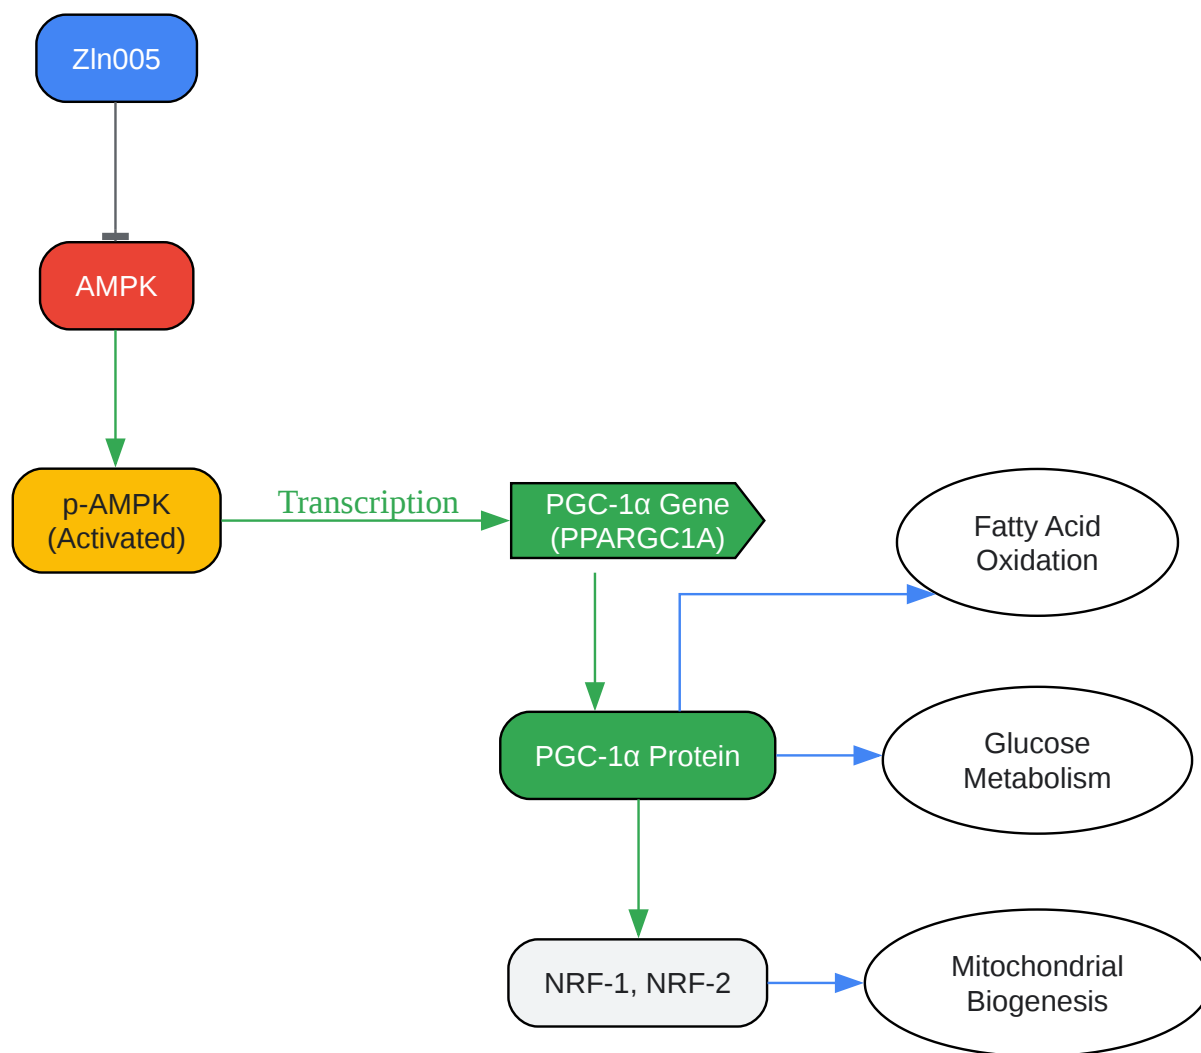 Zln005
AMPK
p-AMPK
(Activated)
Transcription
PGC-1α Gene
(PPARGC1A)
Fatty Acid
Oxidation
PGC-1α Protein
Glucose
Metabolism
NRF-1, NRF-2
Mitochondrial
Biogenesis